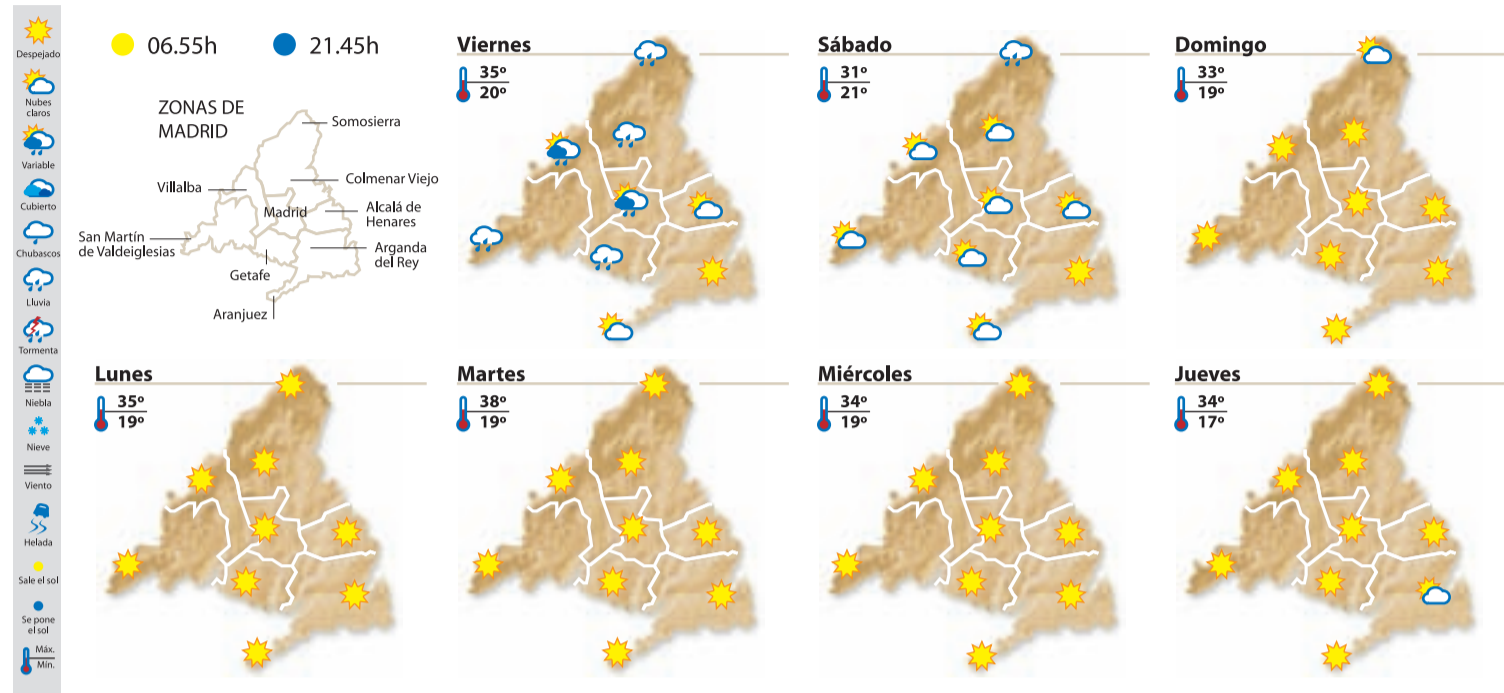 Despejado
Nubes
claros
Variable
Cubierto
Chubascos
Lluvia
Tormenta
Niebla
Nieve
Viento
Helada
Sale el sol
Se pone
el sol
Máx.
Mín.
06.55h
21.45h
ZONAS DE
MADRID
Somosierra
Colmenar Viejo
Villalba
Madrid
Alcalá de
Henares
San Martín
de Valdeiglesias
Arganda
del Rey
Getafe
Aranjuez
Viernes
35º
20º
Sábado
31º
21º
Domingo
33º
19º
Lunes
35º
19º
Martes
38º
19º
Miércoles
34º
19º
Jueves
34º
17º